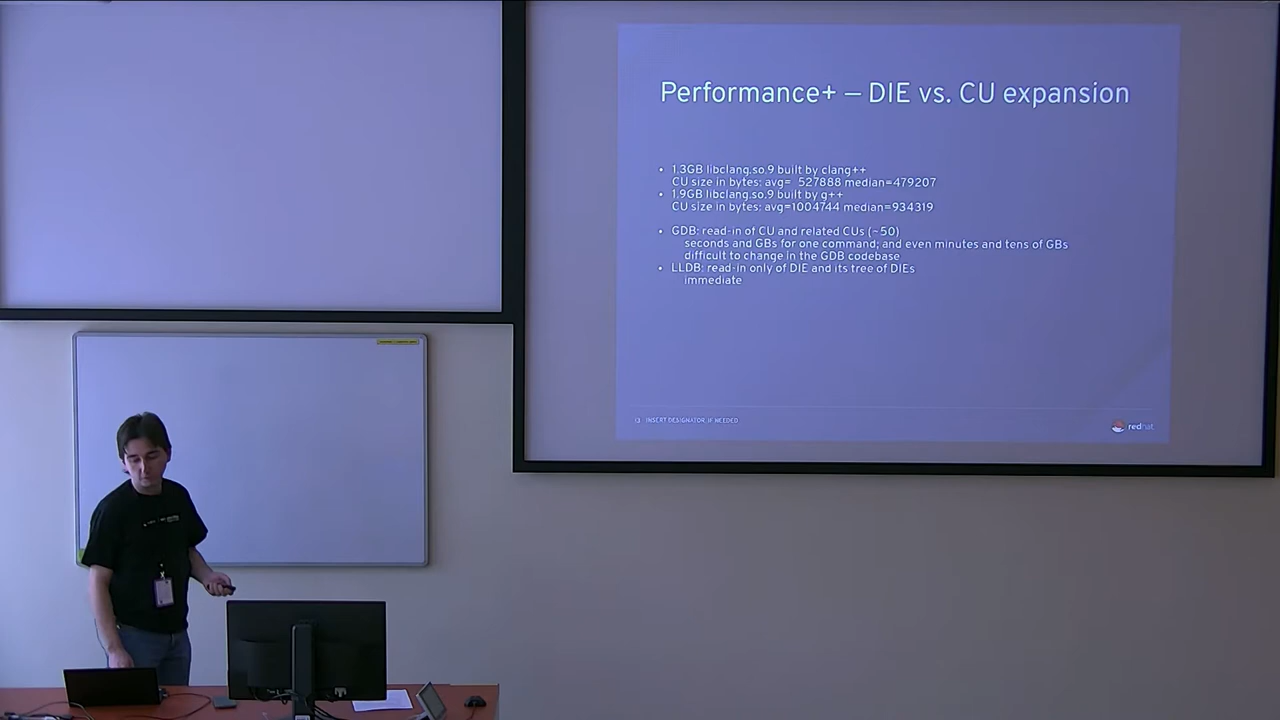 Performance+ – DIE vs. CU expansion
• 1.3GB libclang.so.9 built by clang++
CU size in bytes: avg= 527888 median=479207
• 1.9GB libclang.so.9 built by g++
CU size in bytes: avg=1004744 median=934319
• GDB: read-in of CU and related CUs (~50)
seconds and GBs for one command; and even minutes and tens of GBs
difficult to change in the GDB codebase
• LLDB: read-in only of DIE and its tree of DIEs
immediate
13 INSERT DESIGNATOR, IF NEEDED
redhat